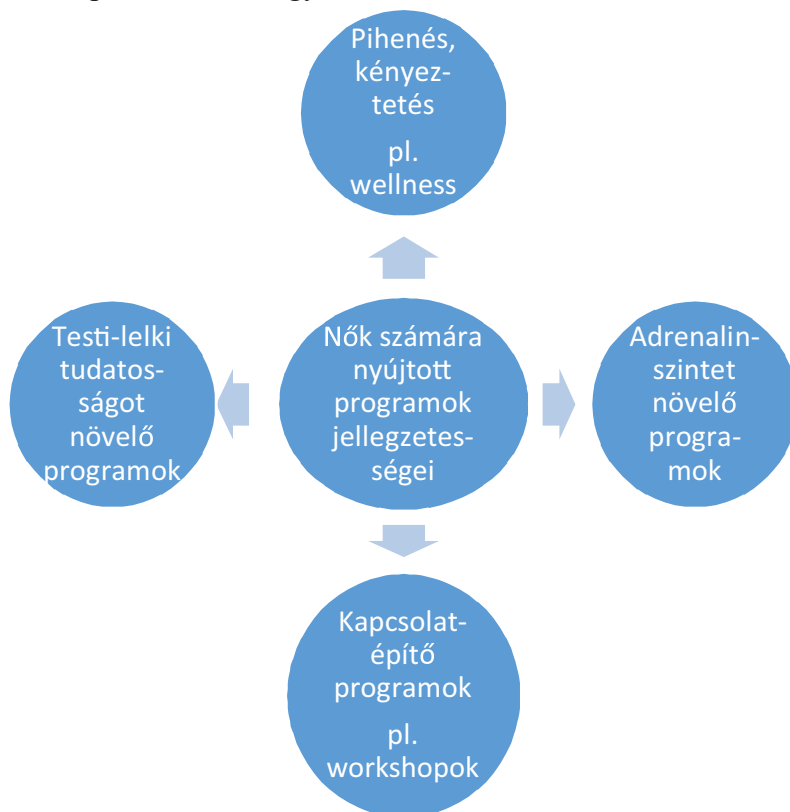 Pihenés,
kényez-
tetés
pl.
wellness
Testi-lelki
tudatos-
ságot
növelő
programok
Nők számára
nyújtott
programok
jellegzetes-
ségei
Adrenalin-
szintet
növelő
progra-
mok
Kapcsolat-
építő
programok
pl.
workshopok